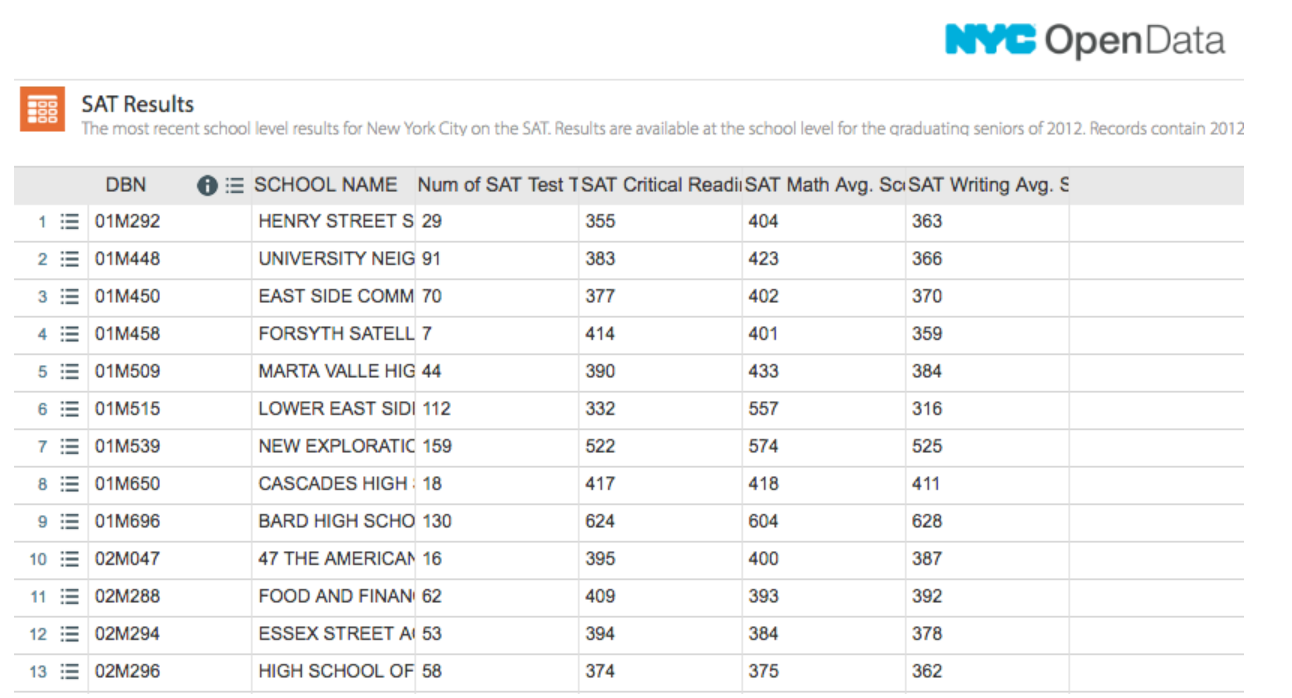 NYC OpenData
SAT Results
The most recent school level results for New York City on the SAT. Results are available at the school level for the graduating seniors of 2012. Records contain 2012
DBN SCHOOL NAME Num of SAT Test T SAT Critical Readi SAT Math Avg. Sc SAT Writing Avg. S
1 01M292 HENRY STREET S 29 355 404 363
2 01M448 UNIVERSITY NEIG 91 383 423 366
3 01M450 EAST SIDE COMM 70 377 402 370
4 01M458 FORSYTH SATELL 7 414 401 359
5 01M509 MARTA VALLE HIG 44 390 433 384
6 01M515 LOWER EAST SID 112 332 557 316
7 01M539 NEW EXPLORATIC 159 522 574 525
8 01M650 CASCADES HIGH 18 417 418 411
9 01M696 BARD HIGH SCHO 130 624 604 628
10 02M047 47 THE AMERICAN 16 395 400 387
11 02M288 FOOD AND FINAN 62 409 393 392
12 02M294 ESSEX STREET A 53 394 384 378
13 02M296 HIGH SCHOOL OF 58 374 375 362